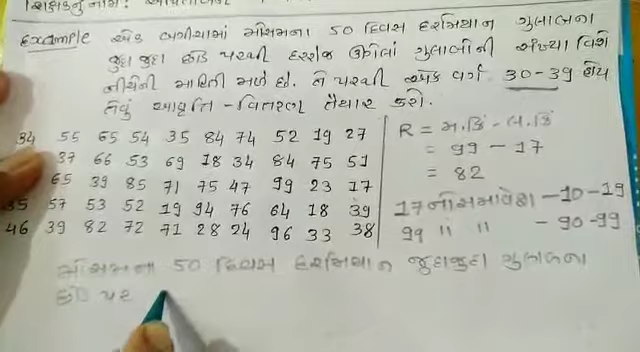 Example એક બગીચામાં મોસમના 50 દિવસ દરમિયાન ગુલાબના
જુદા જુદા છોડ પરથી દરરોજ ઊગેલાં ગુલાબોની સંખ્યા વિશે
નીચેની માહિતી મળે છે. તે પરથી એક વર્ગ 30-39 હોય
તેવું આવૃત્તિ-વિતરણ તૈયાર કરો.
34 55 65 54 35 84 74 52 19 27
37 66 53 69 18 34 84 75 51
65 39 85 71 75 47 99 23 17
35 57 53 52 19 94 76 64 18 39
46 39 82 72 71 28 24 96 33 38
R = મ.કિં - લ.કિં
= 99 - 17
= 82
17 નો સમાવેશ - 10-19
99 " " - 90-99
મોસમના 50 દિવસ દરમિયાન જુદાજુદા ગુલાબના
છોડ પર